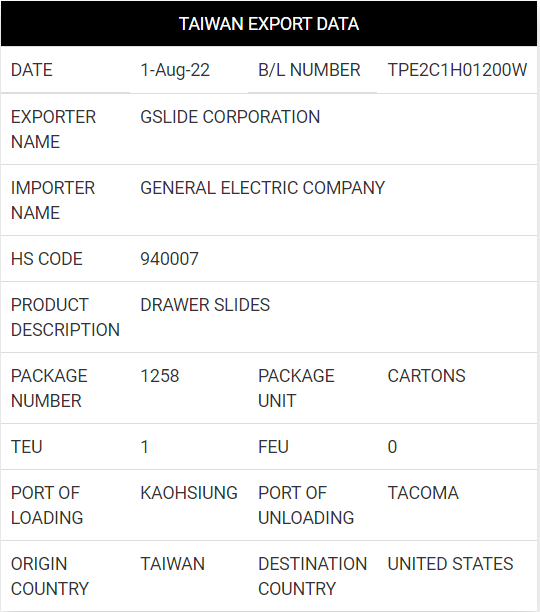 TAIWAN EXPORT DATA
DATE 1-Aug-22 B/L NUMBER TPE2C1H01200W
EXPORTER NAME GSLIDE CORPORATION
IMPORTER NAME GENERAL ELECTRIC COMPANY
HS CODE 940007
PRODUCT DESCRIPTION DRAWER SLIDES
PACKAGE NUMBER 1258 PACKAGE UNIT CARTONS
TEU 1 FEU 0
PORT OF LOADING KAOHSIUNG PORT OF UNLOADING TACOMA
ORIGIN COUNTRY TAIWAN DESTINATION COUNTRY UNITED STATES